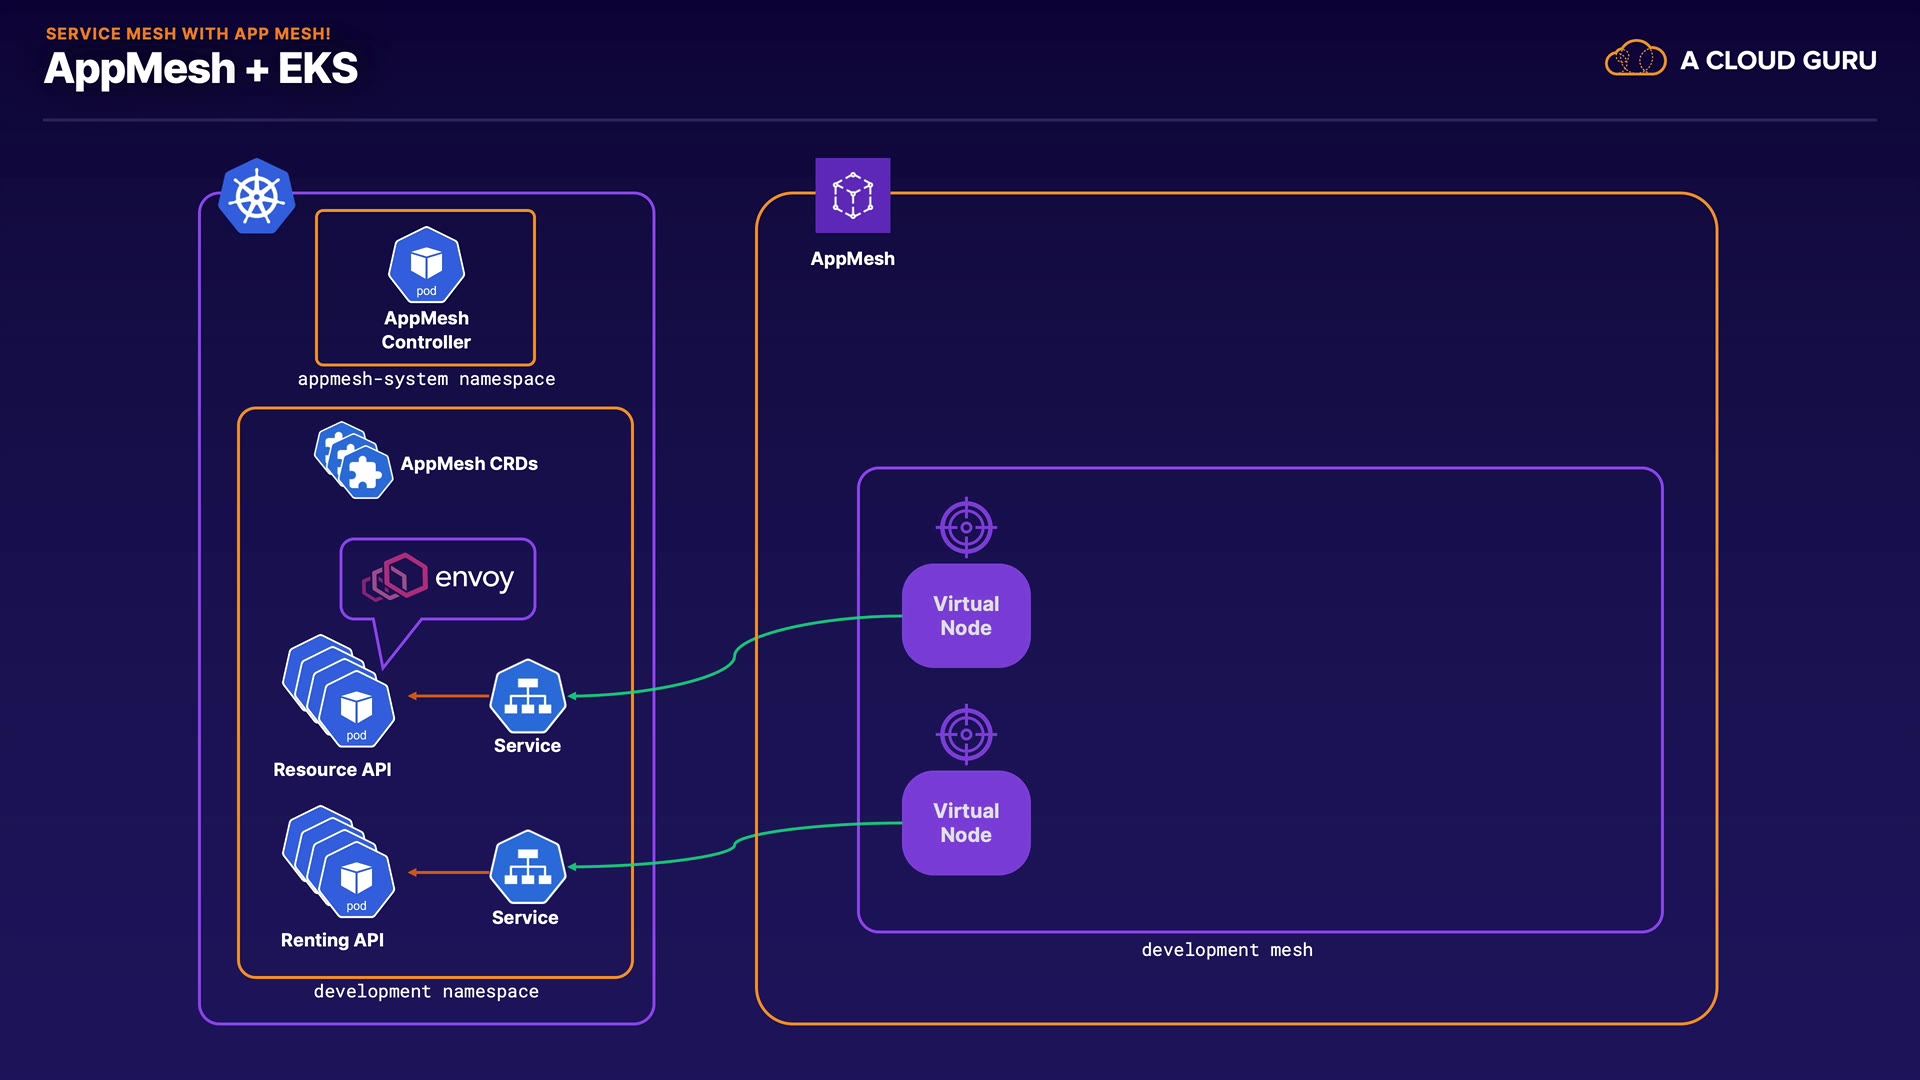 SERVICE MESH WITH APP MESH!
AppMesh + EKS
A CLOUD GURU
pod
AppMesh
Controller
appmesh-system namespace
AppMesh CRDs
envoy
pod
Resource API
Service
pod
Renting API
Service
development namespace
AppMesh
Virtual
Node
Virtual
Node
development mesh